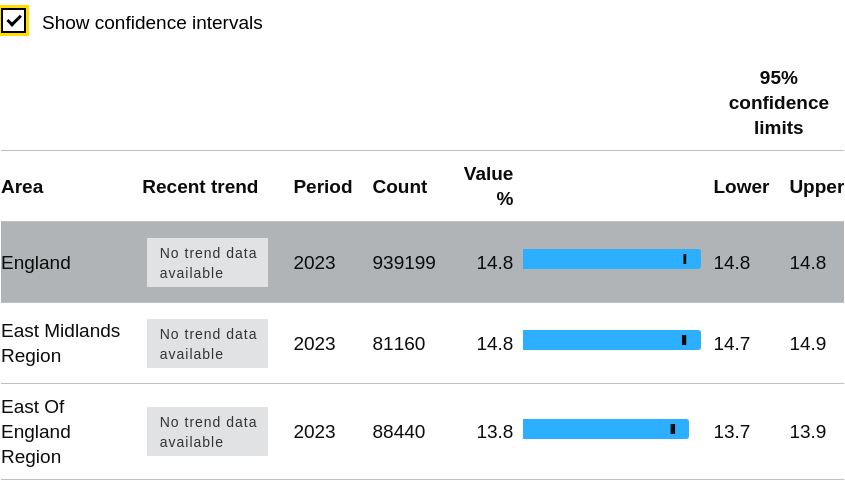 Show confidence intervals
95%
confidence
limits
Area Recent trend Period Count Value
% Lower Upper
England No trend data
available 2023 939199 14.8 14.8 14.8
East Midlands
Region No trend data
available 2023 81160 14.8 14.7 14.9
East Of
England
Region No trend data
available 2023 88440 13.8 13.7 13.9